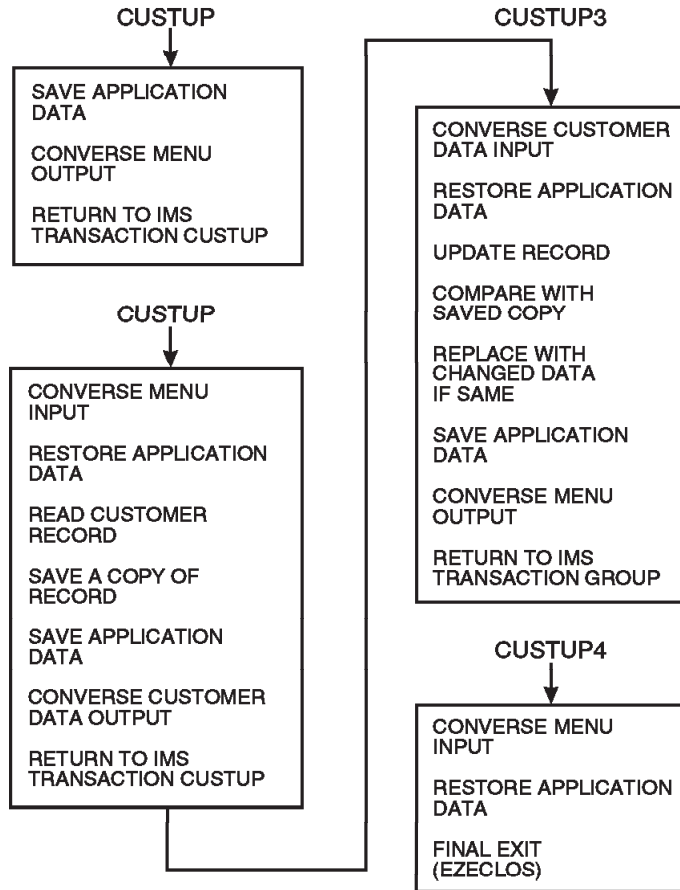 CUSTUP
SAVE APPLICATION
DATA
CONVERSE MENU
OUTPUT
RETURN TO IMS
TRANSACTION CUSTUP
CUSTUP
CONVERSE MENU
INPUT
RESTORE APPLICATION
DATA
READ CUSTOMER
RECORD
SAVE A COPY OF
RECORD
SAVE APPLICATION
DATA
CONVERSE CUSTOMER
DATA OUTPUT
RETURN TO IMS
TRANSACTION CUSTUP
CUSTUP3
CONVERSE CUSTOMER
DATA INPUT
RESTORE APPLICATION
DATA
UPDATE RECORD
COMPARE WITH
SAVED COPY
REPLACE WITH
CHANGED DATA
IF SAME
SAVE APPLICATION
DATA
CONVERSE MENU
OUTPUT
RETURN TO IMS
TRANSACTION GROUP
CUSTUP4
CONVERSE MENU
INPUT
RESTORE APPLICATION
DATA
FINAL EXIT
(EZECLOS)